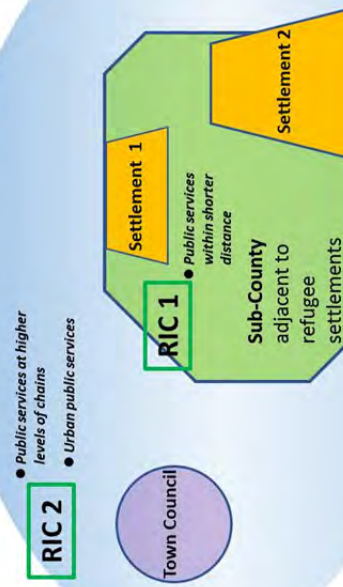 RIC 2
● Public services at higher
levels of chains
● Urban public services
Town Council
RIC 1
● Public services
within shorter
distance
Settlement 1
Sub-County
adjacent to
refugee
settlements
Settlement 2